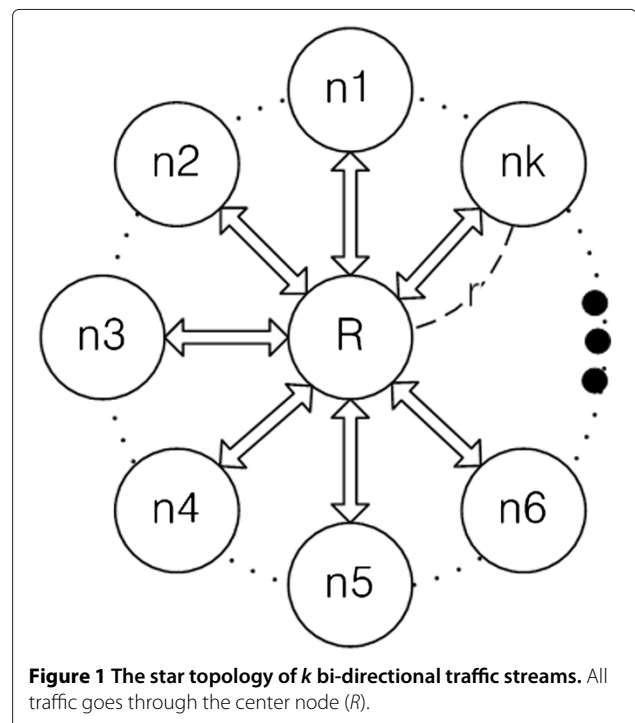 n1
n2
nk
r
n3
R
n4
n6
n5
Figure 1 The star topology of k bi-directional traffic streams. All
traffic goes through the center node (R).